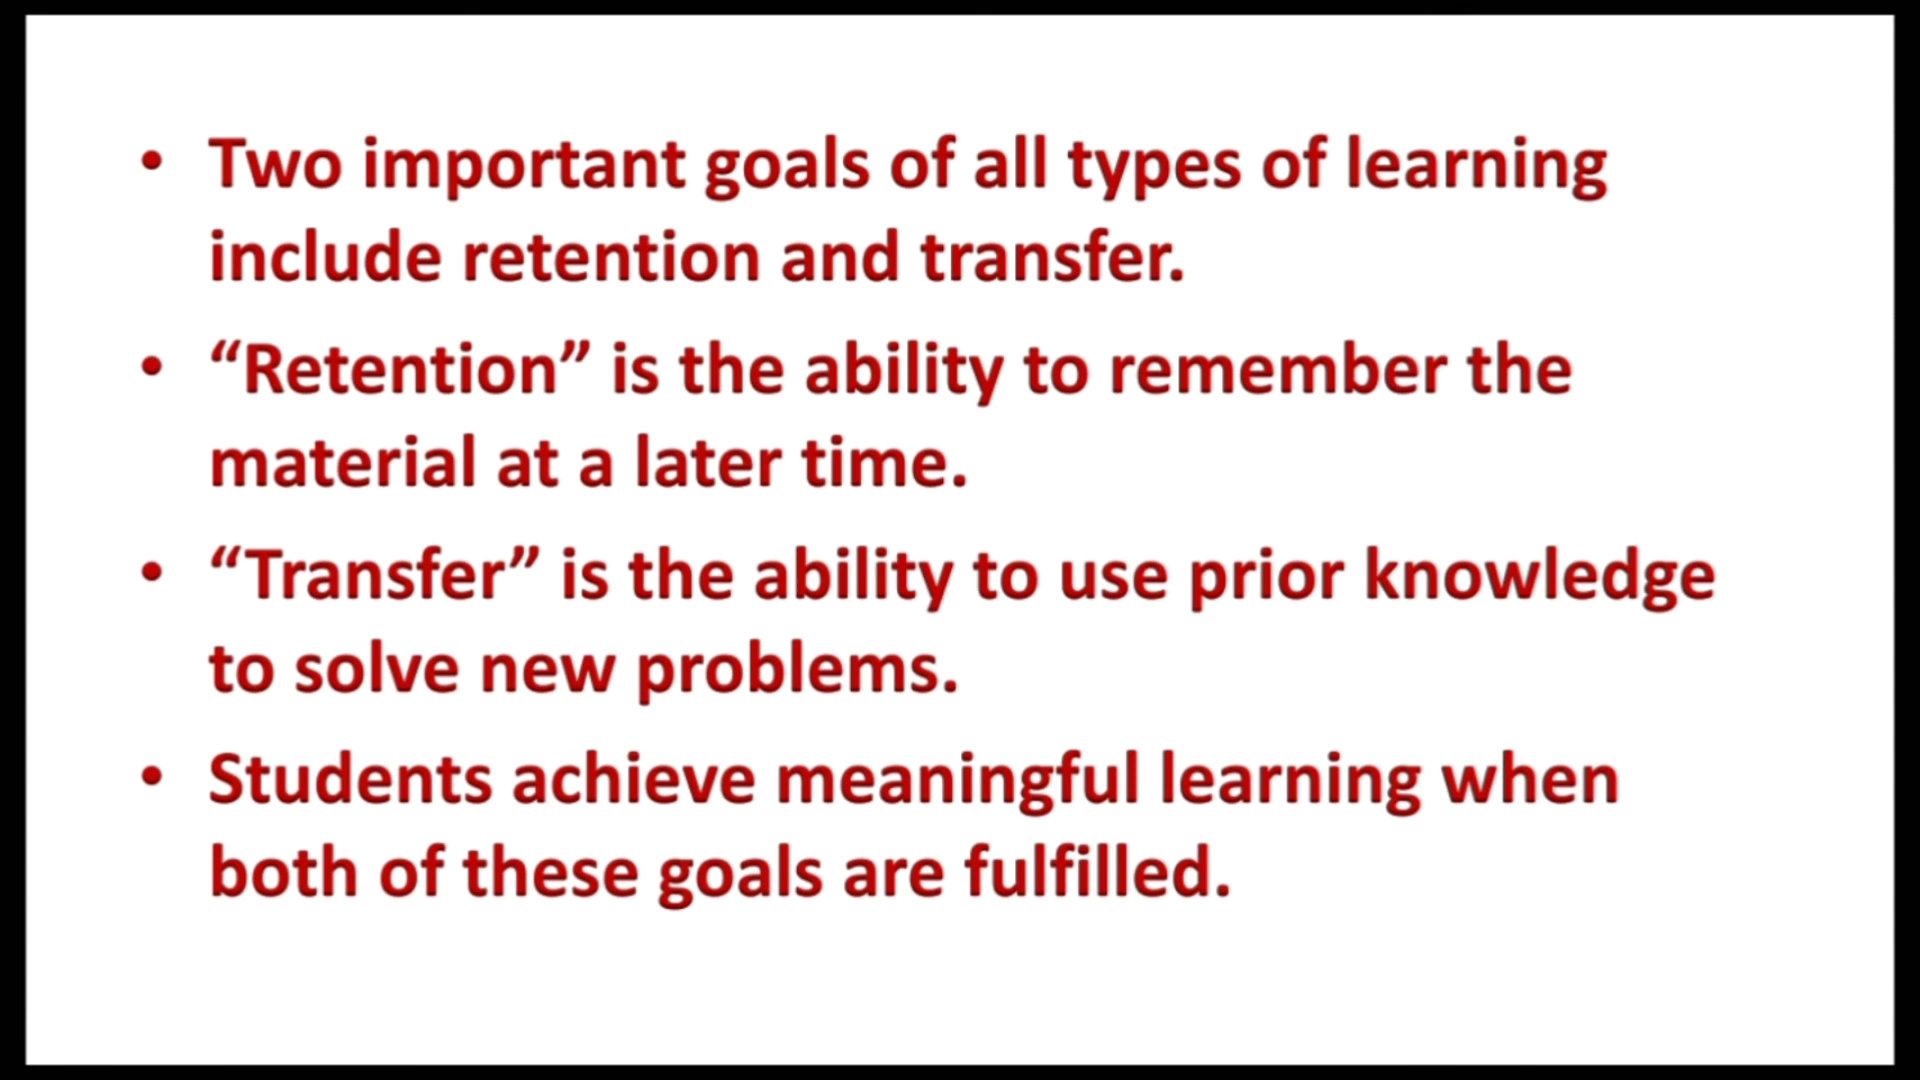 • Two important goals of all types of learning
include retention and transfer.
• “Retention” is the ability to remember the
material at a later time.
• “Transfer” is the ability to use prior knowledge
to solve new problems.
• Students achieve meaningful learning when
both of these goals are fulfilled.